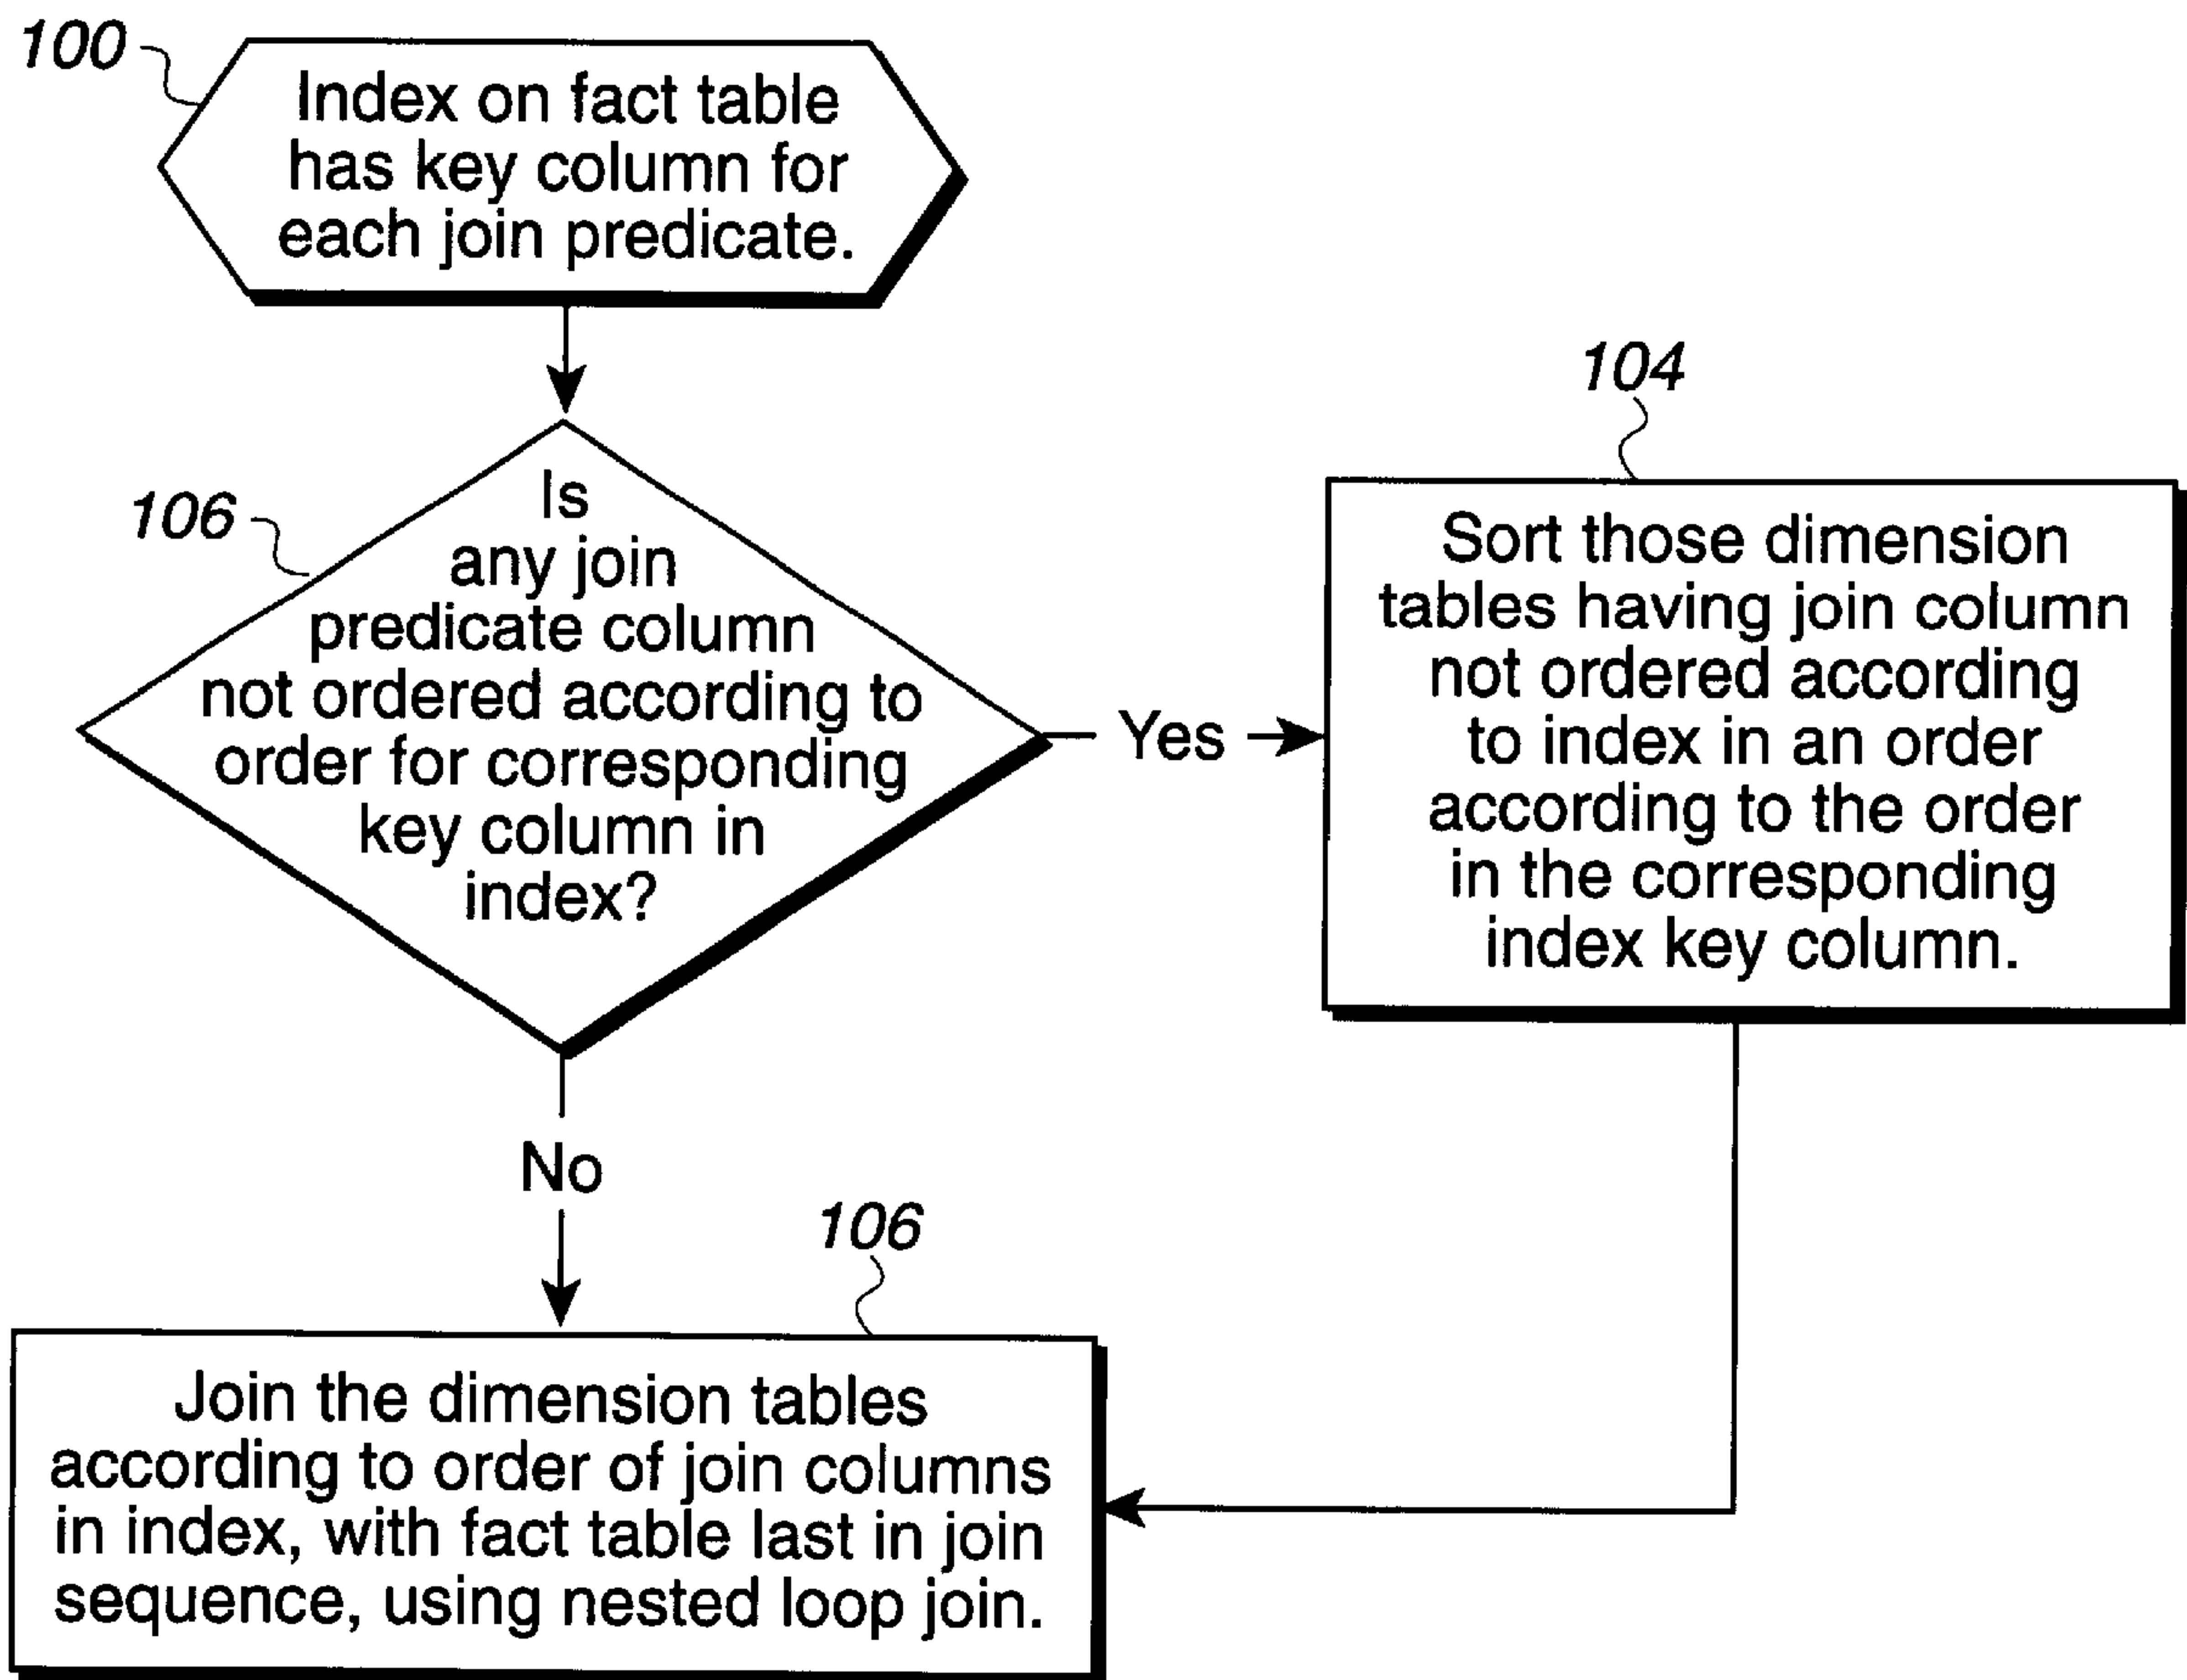 100
Index on fact table
has key column for
each join predicate.
106
Is
any join
predicate column
not ordered according to
order for corresponding
key column in
index?
Yes
104
Sort those dimension
tables having join column
not ordered according
to index in an order
according to the order
in the corresponding
index key column.
No
106
Join the dimension tables
according to order of join columns
in index, with fact table last in join
sequence, using nested loop join.